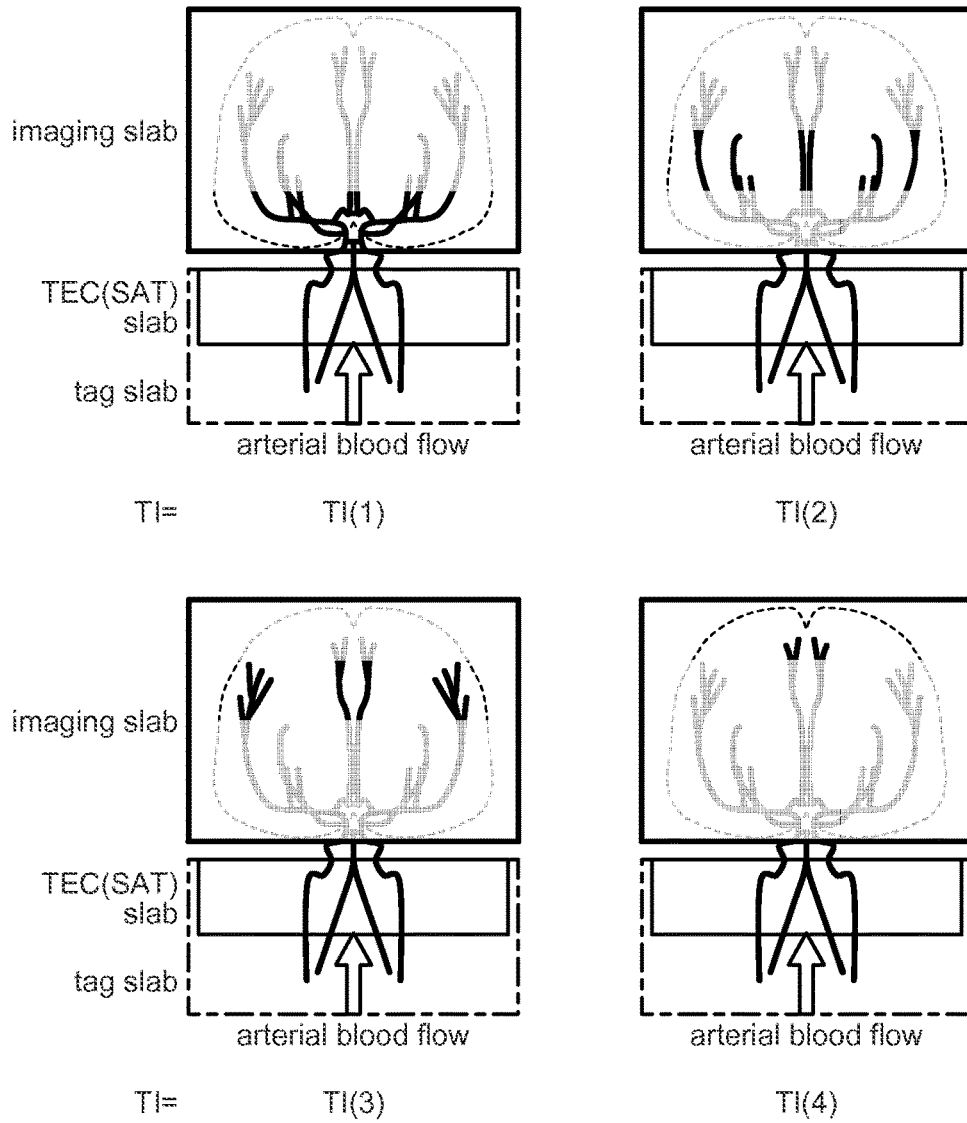 imaging slab
TEC(SAT)
slab
tag slab
arterial blood flow
arterial blood flow
TI=
TI(1)
TI(2)
imaging slab
TEC(SAT)
slab
tag slab
arterial blood flow
arterial blood flow
TI=
TI(3)
TI(4)